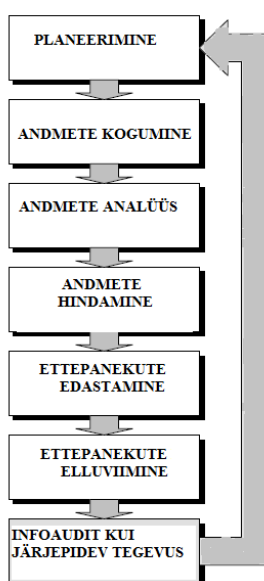 PLANEERIMINE
ANDMETE KOGUMINE
ANDMETE ANALÜÜS
ANDMETE
HINDAMINE
ETTEPANEKUTE
EDASTAMINE
ETTEPANEKUTE
ELLUVIIMINE
INFOAUDIT KUI
JÄRJEPIDEV TEGEVUS